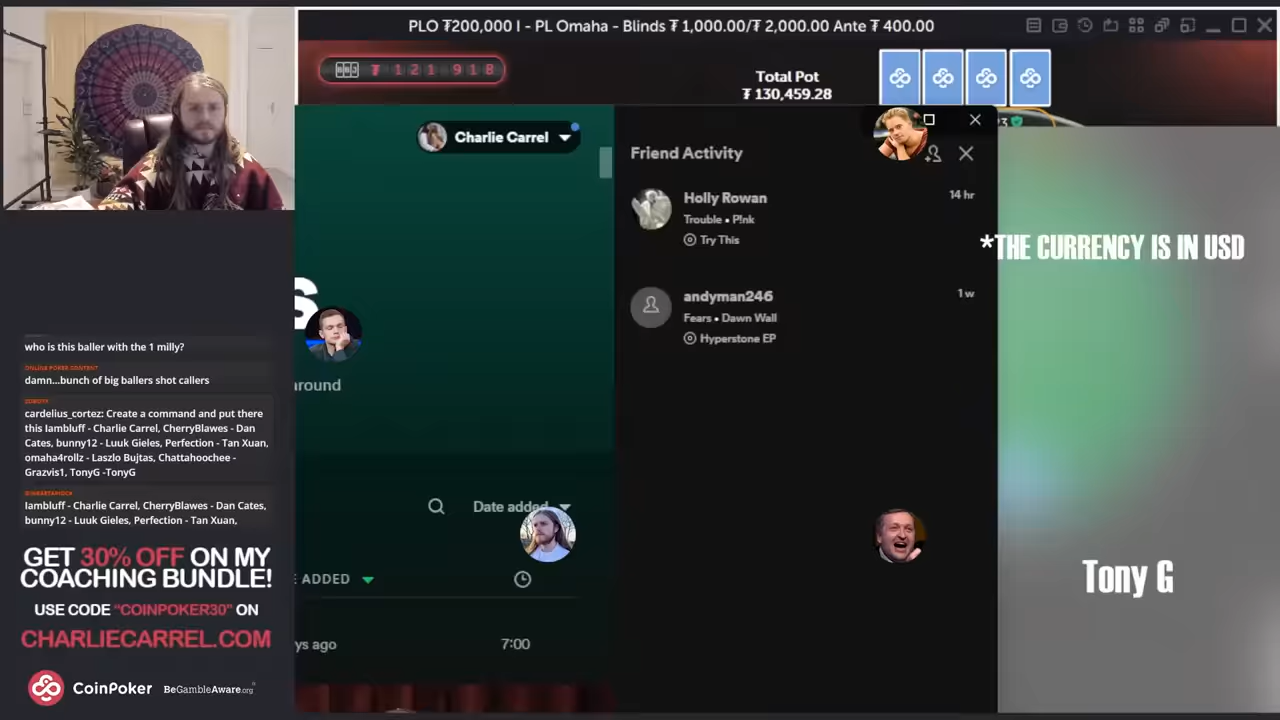 PLO ₮200,000 I - PL Omaha - Blinds ₮ 1,000.00/₮ 2,000.00 Ante ₮ 400.00
₮ 121 918
Total Pot
₮ 130,459.28
Charlie Carrel
Friend Activity
Holly Rowan
14 hr
Trouble • P!nk
Try This
*THE CURRENCY IS IN USD
andyman246
1 w
Fears • Dawn Wall
Hyperstone EP
who is this baller with the 1 milly?
ONLINE POKER CONTENT
damn...bunch of big ballers shot callers
around
cardelius_cortez: Create a command and put there
this Iambluff - Charlie Carrel, CherryBlawes - Dan
Cates, bunny12 - Luuk Gieles, Perfection - Tan Xuan,
omaha4rollz - Laszlo Bujtas, Chattahoochee -
Grazvis1, TonyG -TonyG
Iambluff - Charlie Carrel, CherryBlawes - Dan Cates,
bunny12 - Luuk Gieles, Perfection - Tan Xuan,
Date added
ADDED
ys ago
7:00
Tony G
GET 30% OFF ON MY
COACHING BUNDLE!
USE CODE "COINPOKER30" ON
CHARLIECARREL.COM
CoinPoker
BeGambleAware.org